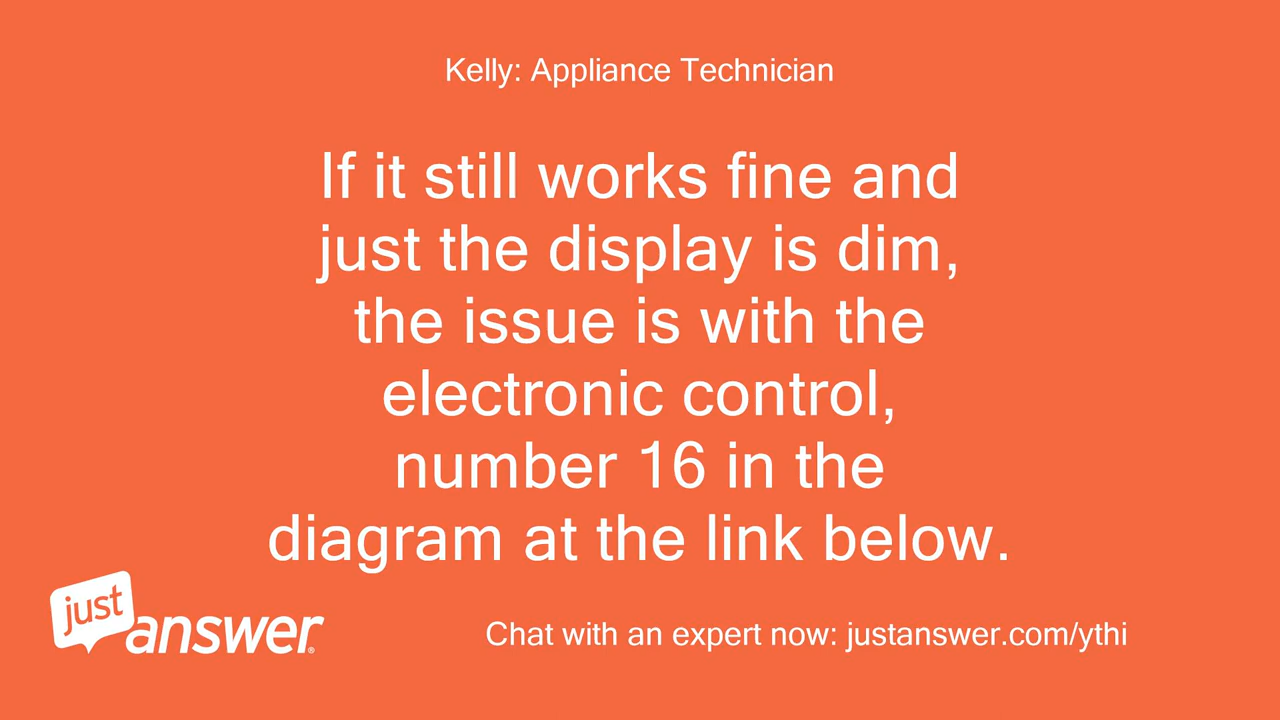 Kelly: Appliance Technician
If it still works fine and
just the display is dim,
the issue is with the
electronic control,
number 16 in the
diagram at the link below.
just
answer®
Chat with an expert now: justanswer.com/ythi